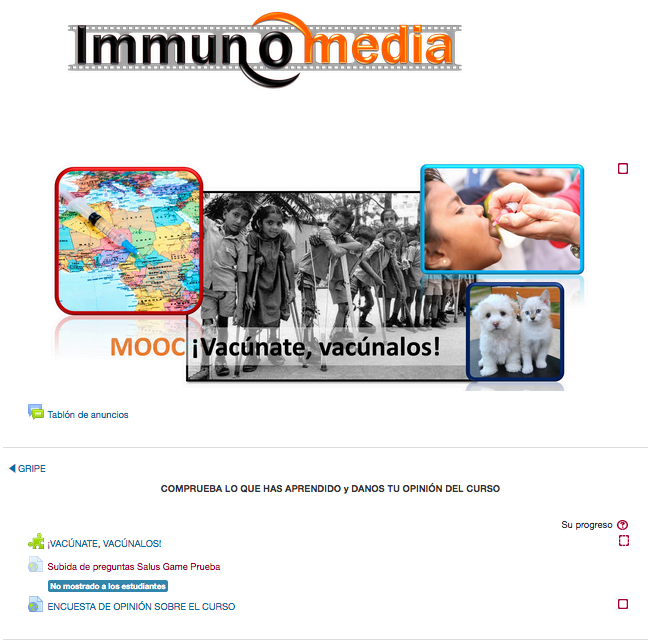 Immunomedia
MOOC ¡Vacúnate, vacúnalos!
Tablón de anuncios
GRIPE
COMPRUEBA LO QUE HAS APRENDIDO y DANOS TU OPINIÓN DEL CURSO
Su progreso
¡VACÚNATE, VACÚNALOS!
Subida de preguntas Salus Game Prueba
No mostrado a los estudiantes
ENCUESTA DE OPINIÓN SOBRE EL CURSO